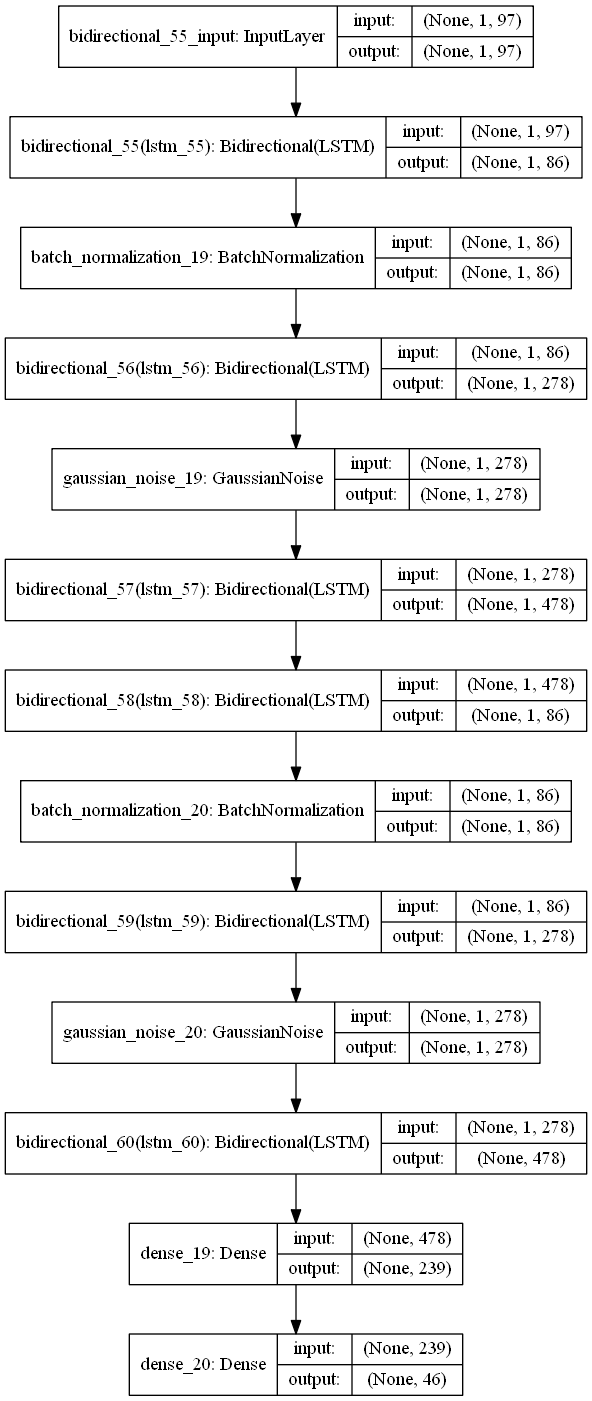 bidirectional_55_input: InputLayer
input: (None, 1, 97)
output: (None, 1, 97)
bidirectional_55(lstm_55): Bidirectional(LSTM)
input: (None, 1, 97)
output: (None, 1, 86)
batch_normalization_19: BatchNormalization
input: (None, 1, 86)
output: (None, 1, 86)
bidirectional_56(lstm_56): Bidirectional(LSTM)
input: (None, 1, 86)
output: (None, 1, 278)
gaussian_noise_19: GaussianNoise
input: (None, 1, 278)
output: (None, 1, 278)
bidirectional_57(lstm_57): Bidirectional(LSTM)
input: (None, 1, 278)
output: (None, 1, 478)
bidirectional_58(lstm_58): Bidirectional(LSTM)
input: (None, 1, 478)
output: (None, 1, 86)
batch_normalization_20: BatchNormalization
input: (None, 1, 86)
output: (None, 1, 86)
bidirectional_59(lstm_59): Bidirectional(LSTM)
input: (None, 1, 86)
output: (None, 1, 278)
gaussian_noise_20: GaussianNoise
input: (None, 1, 278)
output: (None, 1, 278)
bidirectional_60(lstm_60): Bidirectional(LSTM)
input: (None, 1, 278)
output: (None, 478)
dense_19: Dense
input: (None, 478)
output: (None, 239)
dense_20: Dense
input: (None, 239)
output: (None, 46)